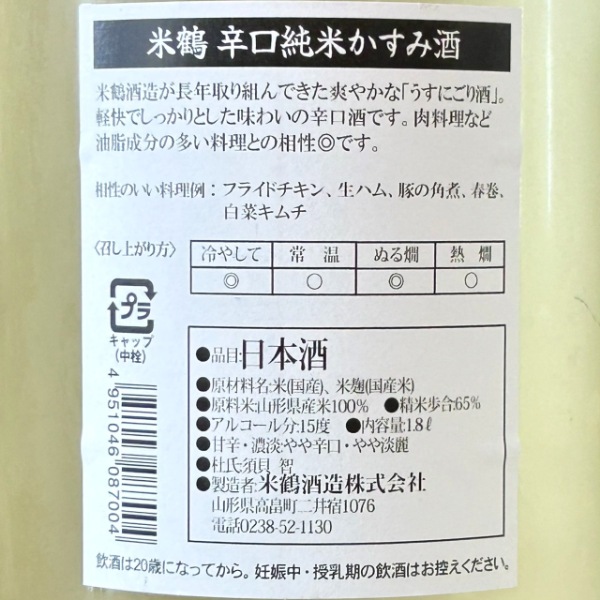 米鶴 辛口純米かすみ酒
米鶴酒造が長年取り組んできた爽やかな「うすにごり酒」。
軽快でしっかりとした味わいの辛口酒です。肉料理など
油脂成分の多い料理との相性◎です。
相性のいい料理例：フライドチキン、生ハム、豚の角煮、春巻、
白菜キムチ
〈召し上がり方〉 冷やして 常温 ぬる燗 熱燗
◎ ○ ◎ ○
プラ
キャップ
(中栓)
4951046087004
●品目:日本酒
●原材料名:米(国産)、米麹(国産米)
●原料米:山形県産米100% ●精米歩合:65%
●アルコール分:15度 ●内容量:1.8ℓ
●甘辛・濃淡:やや辛口・やや淡麗
●杜氏:須貝 智
●製造者:米鶴酒造株式会社
山形県高畠町二井宿1076
電話0238-52-1130
飲酒は20歳になってから。妊娠中・授乳期の飲酒はお控えください。